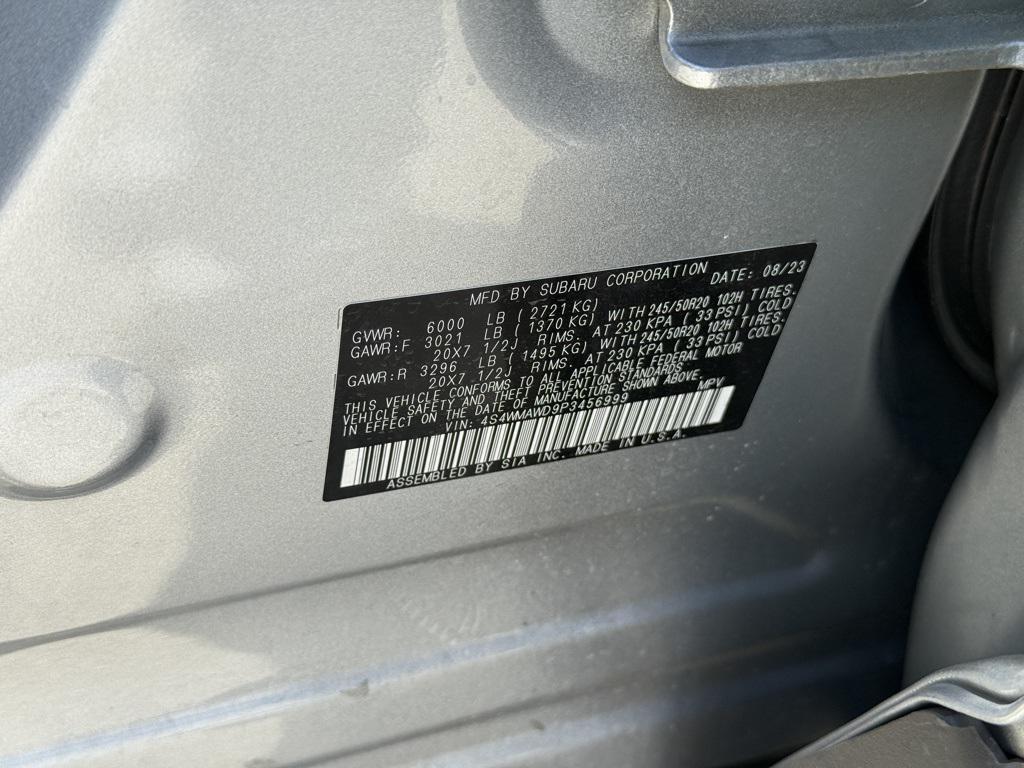 MFD BY SUBARU CORPORATION DATE: 08/23
GVWR: 6000 LB ( 2721 KG)
GAWR:F 3021 LB ( 1370 KG) WITH 245/50R20 102H TIRES.
20X7 1/2J RIMS. AT 230 KPA ( 33 PSI) COLD
GAWR:R 3296 LB ( 1495 KG) WITH 245/50R20 102H TIRES.
20X7 1/2J RIMS. AT 230 KPA ( 33 PSI) COLD
THIS VEHICLE CONFORMS TO ALL APPLICABLE FEDERAL MOTOR
VEHICLE SAFETY AND THEFT PREVENTION STANDARDS
IN EFFECT ON THE DATE OF MANUFACTURE SHOWN ABOVE.
VIN: 4S4WMAWD9P3456999 MPV
ASSEMBLED BY SIA INC. MADE IN U.S.A.